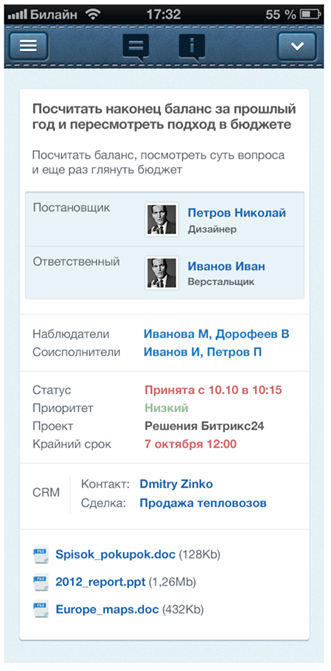 Билайн 17:32 55 %
Посчитать наконец баланс за прошлый
год и пересмотреть подход в бюджете
Посчитать баланс, посмотреть суть вопроса
и еще раз глянуть бюджет
Постановщик
Петров Николай
Дизайнер
Ответственный
Иванов Иван
Верстальщик
Наблюдатели Иванова М, Дорофеев В
Соисполнители Иванов И, Петров П
Статус Принята с 10.10 в 10:15
Приоритет Низкий
Проект Решения Битрикс24
Крайний срок 7 октября 12:00
CRM
Контакт: Dmitry Zinko
Сделка: Продажа тепловозов
Spisok_pokupok.doc (128Kb)
2012_report.ppt (1,26Mb)
Europe_maps.doc (432Kb)